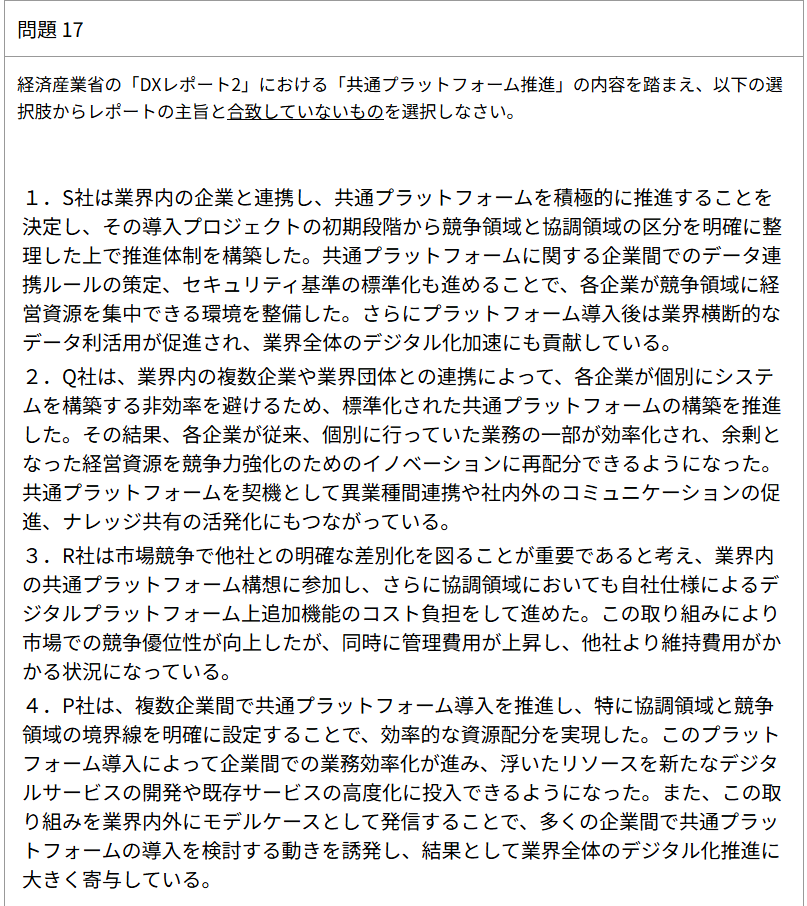 問題 17
経済産業省の「DXレポート2」における「共通プラットフォーム推進」の内容を踏まえ、以下の選
択肢からレポートの主旨と合致していないものを選択しなさい。
１．S社は業界内の企業と連携し、共通プラットフォームを積極的に推進することを
決定し、その導入プロジェクトの初期段階から競争領域と協調領域の区分を明確に整
理した上で推進体制を構築した。共通プラットフォームに関する企業間でのデータ連
携ルールの策定、セキュリティ基準の標準化も進めることで、各企業が競争領域に経
営資源を集中できる環境を整備した。さらにプラットフォーム導入後は業界横断的な
データ利活用が促進され、業界全体のデジタル化加速にも貢献している。
２．Q社は、業界内の複数企業や業界団体との連携によって、各企業が個別にシステ
ムを構築する非効率を避けるため、標準化された共通プラットフォームの構築を推進
した。その結果、各企業が従来、個別に行っていた業務の一部が効率化され、余剰と
なった経営資源を競争力強化のためのイノベーションに再配分できるようになった。
共通プラットフォームを契機として異業種間連携や社内外のコミュニケーションの促
進、ナレッジ共有の活発化にもつながっている。
３．R社は市場競争で他社との明確な差別化を図ることが重要であると考え、業界内
の共通プラットフォーム構想に参加し、さらに協調領域においても自社仕様によるデ
ジタルプラットフォーム上追加機能のコスト負担をして進めた。この取り組みにより
市場での競争優位性が向上したが、同時に管理費用が上昇し、他社より維持費用がか
かる状況になっている。
４．P社は、複数企業間で共通プラットフォーム導入を推進し、特に協調領域と競争
領域の境界線を明確に設定することで、効率的な資源配分を実現した。このプラット
フォーム導入によって企業間での業務効率化が進み、浮いたリソースを新たなデジタ
ルサービスの開発や既存サービスの高度化に投入できるようになった。また、この取
り組みを業界内外にモデルケースとして発信することで、多くの企業間で共通プラッ
トフォームの導入を検討する動きを誘発し、結果として業界全体のデジタル化推進に
大きく寄与している。